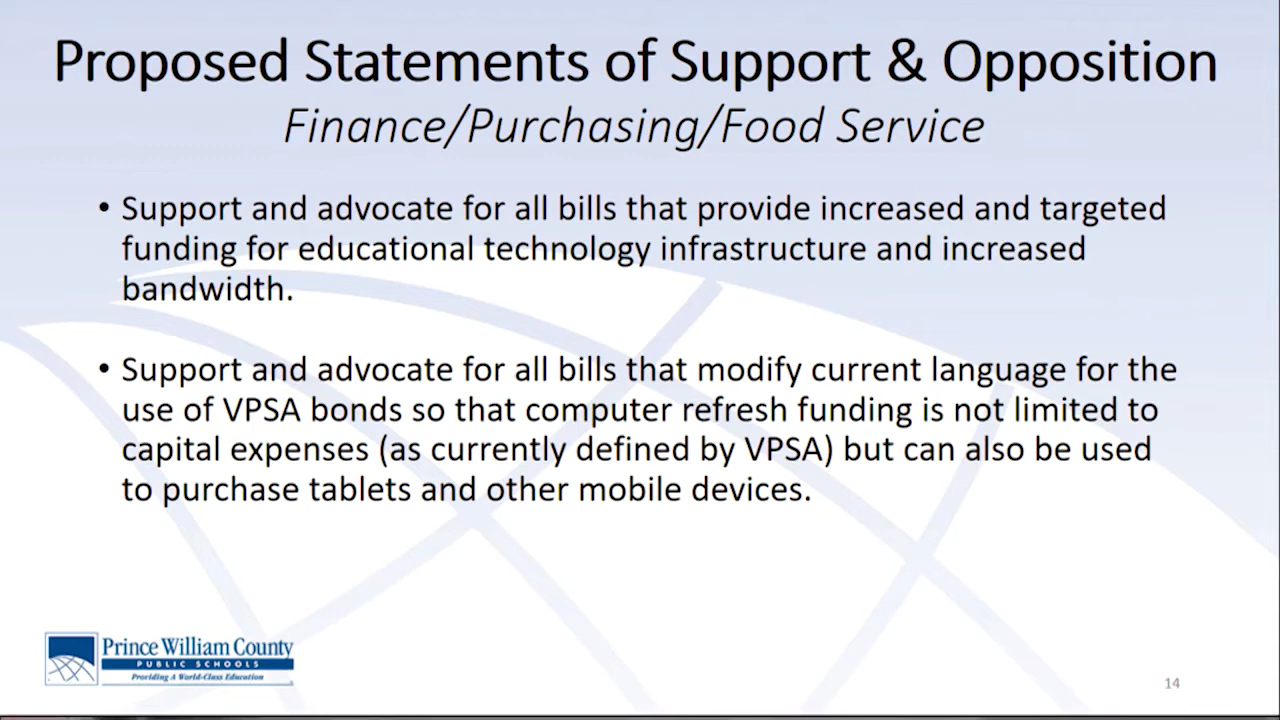 Proposed Statements of Support & Opposition
Finance/Purchasing/Food Service
• Support and advocate for all bills that provide increased and targeted
funding for educational technology infrastructure and increased
bandwidth.
• Support and advocate for all bills that modify current language for the
use of VPSA bonds so that computer refresh funding is not limited to
capital expenses (as currently defined by VPSA) but can also be used
to purchase tablets and other mobile devices.
Prince William County
PUBLIC SCHOOLS
Providing A World-Class Education
14